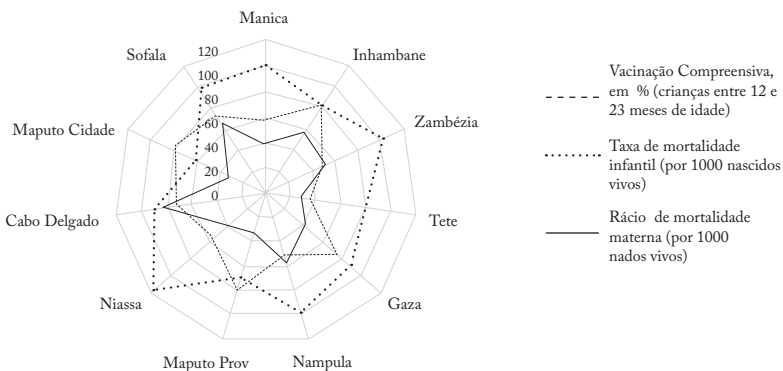 Manica
Inhambane
Zambézia
Tete
Gaza
Nampula
Maputo Prov
Niassa
Cabo Delgado
Maputo Cidade
Sofala
120
100
80
60
40
20
0
Vacinação Compreensiva,
em % (crianças entre 12 e
23 meses de idade)
Taxa de mortalidade
infantil (por 1000 nascidos
vivos)
Rácio de mortalidade
materna (por 1000
nados vivos)